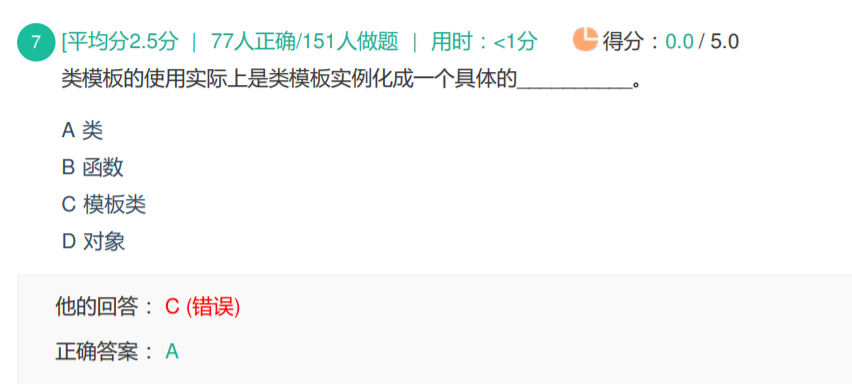 7 [平均分2.5分 | 77人正确/151人做题 | 用时：<1分 得分：0.0 / 5.0
类模板的使用实际上是类模板实例化成一个具体的__________。
A 类
B 函数
C 模板类
D 对象
他的回答： C (错误)
正确答案： A